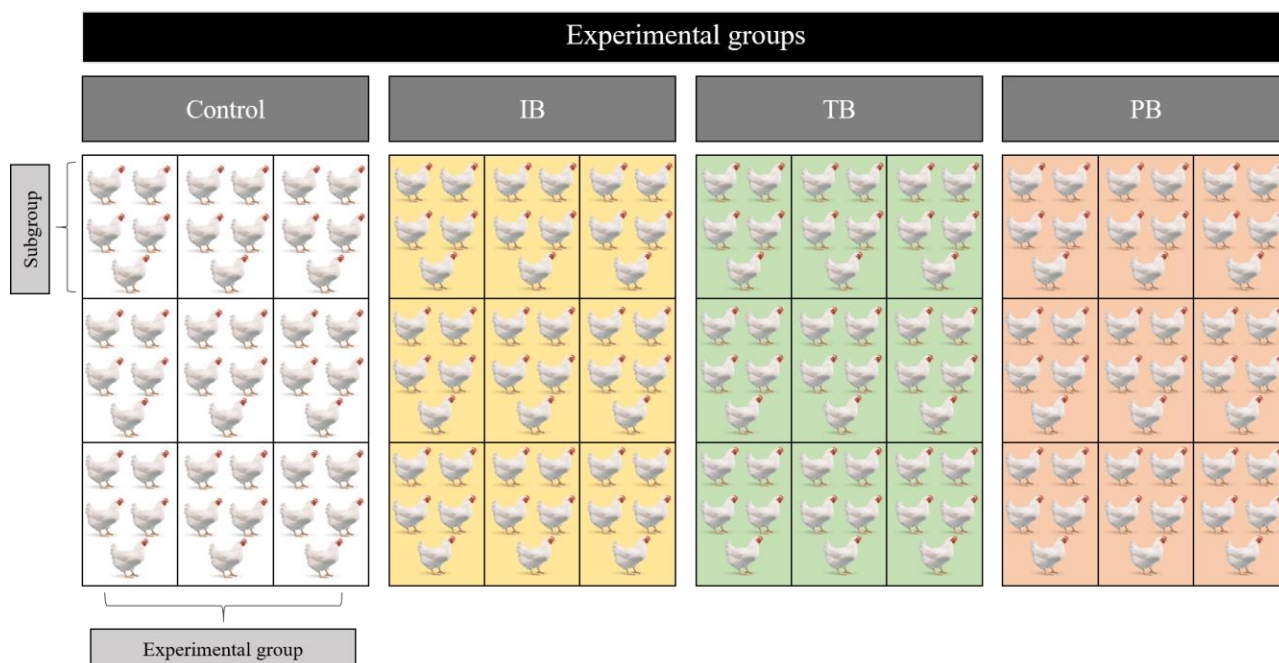 Experimental groups
Control
IB
TB
PB
Subgroup
Experimental group